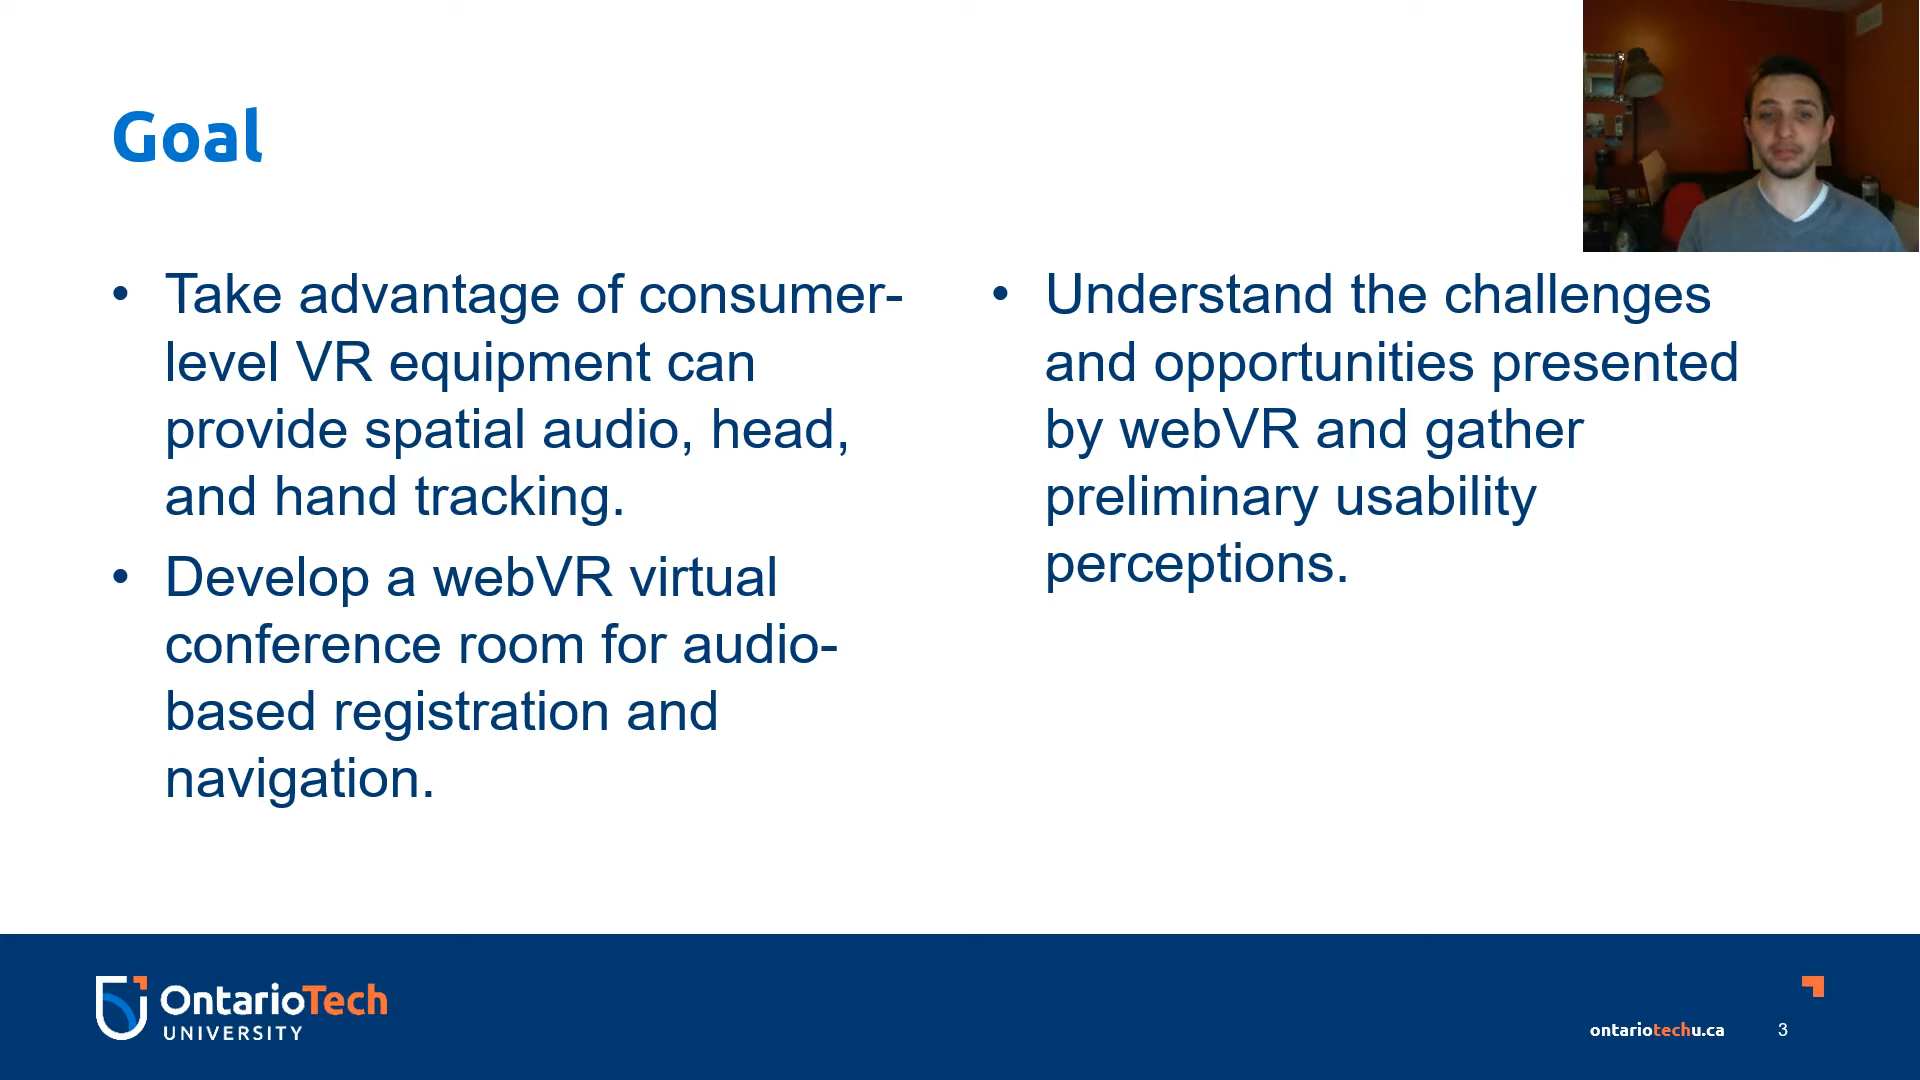 Goal
• Take advantage of consumer-
level VR equipment can
provide spatial audio, head,
and hand tracking.
• Develop a webVR virtual
conference room for audio-
based registration and
navigation.
• Understand the challenges
and opportunities presented
by webVR and gather
preliminary usability
perceptions.
OntarioTech
UNIVERSITY
ontariotechu.ca 3